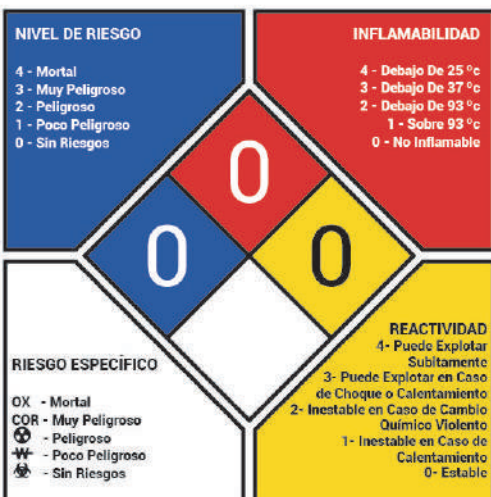 NIVEL DE RIESGO
4 - Mortal
3 - Muy Peligroso
2 - Peligroso
1 - Poco Peligroso
0 - Sin Riesgos
INFLAMABILIDAD
4 - Debajo De 25 ºc
3 - Debajo De 37 ºc
2 - Debajo De 93 ºc
1 - Sobre 93 ºc
0 - No Inflamable
0
0
0
RIESGO ESPECÍFICO
OX - Mortal
COR - Muy Peligroso
☢ - Peligroso
W - Poco Peligroso
☣ - Sin Riesgos
REACTIVIDAD
4- Puede Explotar
Subitamente
3- Puede Explotar en Caso
de Choque o Calentamiento
2- Inestable en Caso de Cambio
Químico Violento
1- Inestable en Caso de
Calentamiento
0- Estable